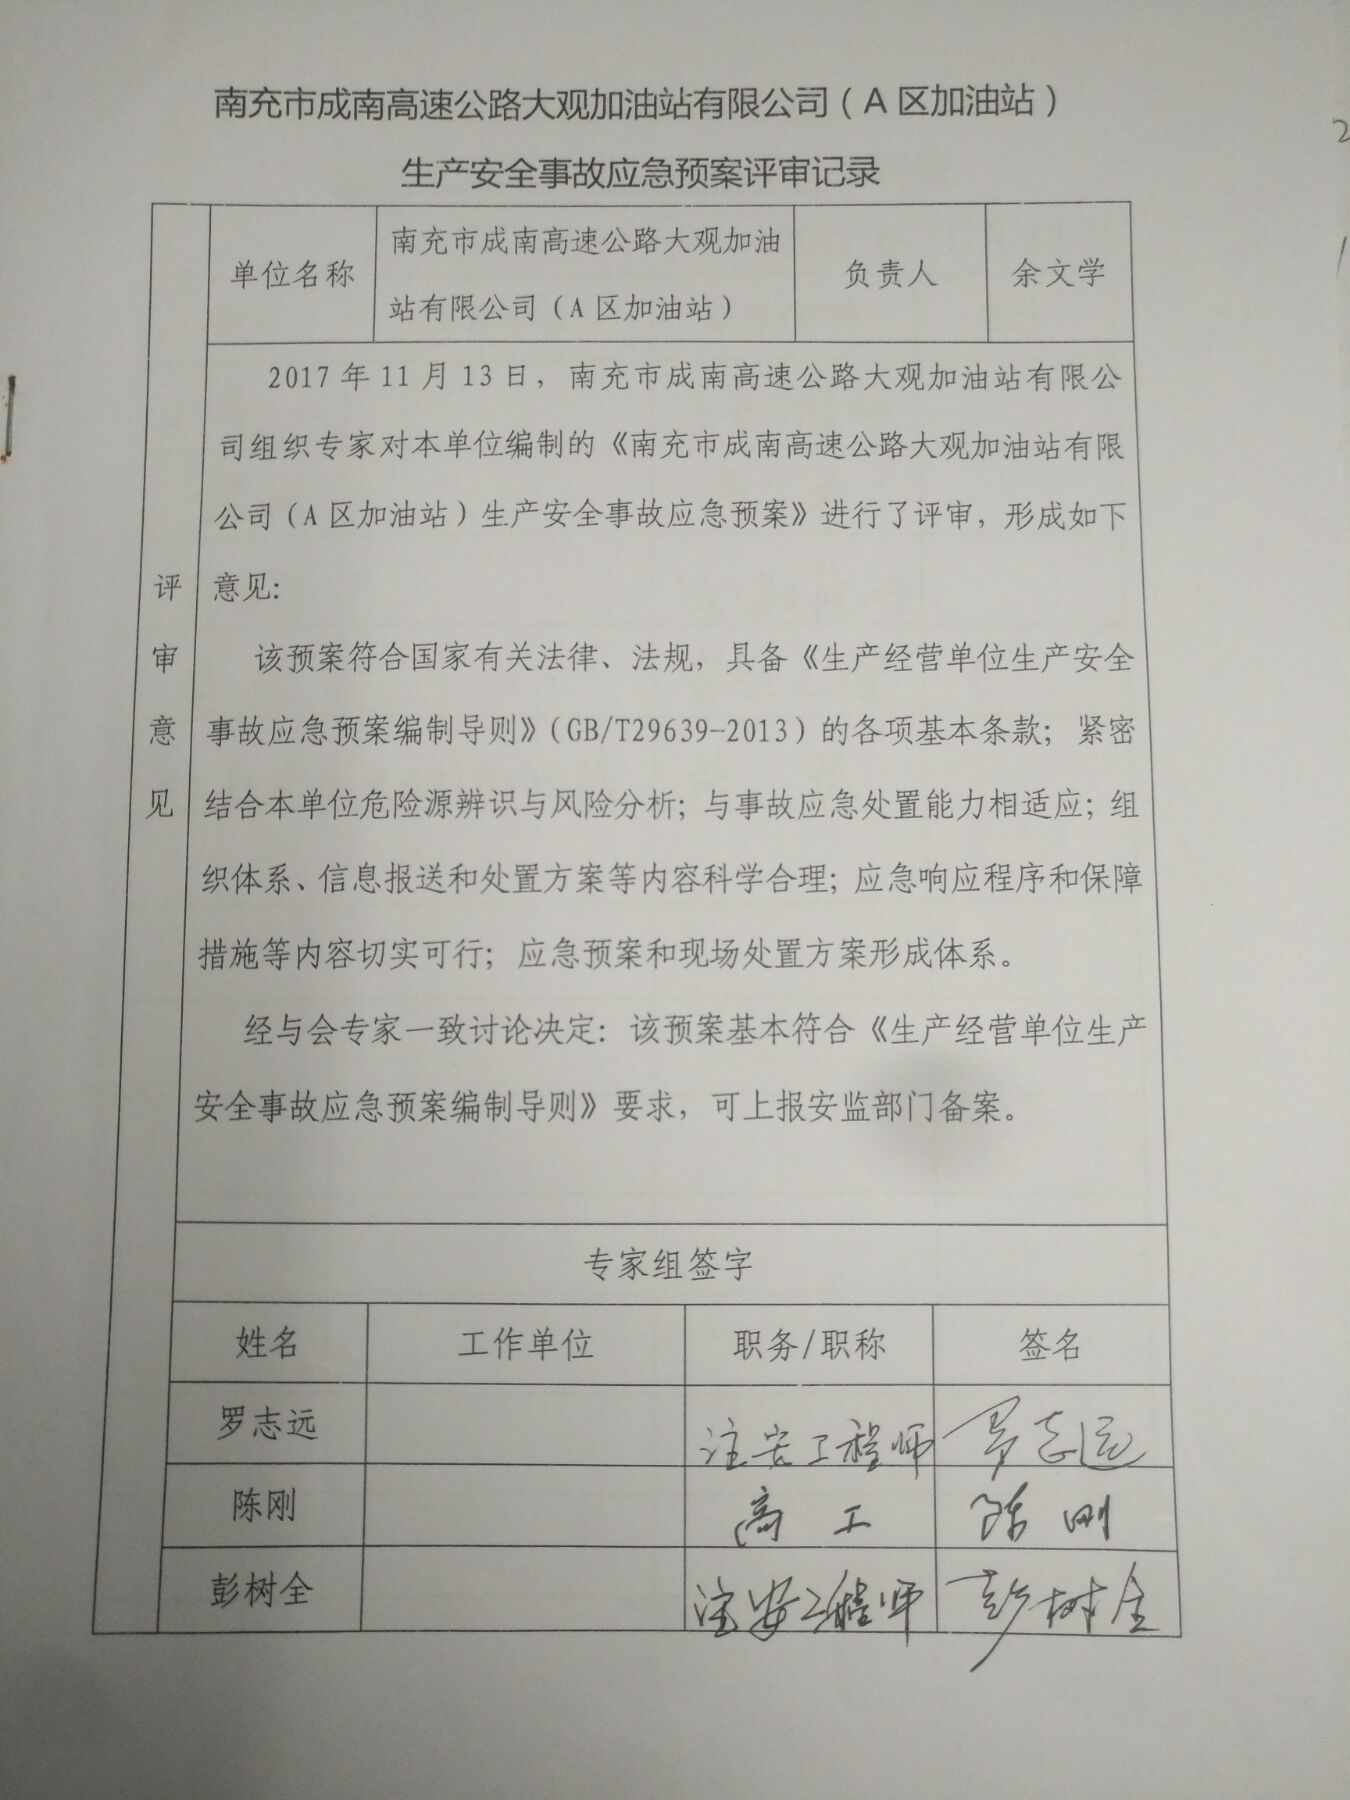 南充市成南高速公路大观加油站有限公司（A区加油站）
生产安全事故应急预案评审记录
单位名称 南充市成南高速公路大观加油站有限公司（A区加油站） 负责人 余文学
评审意见
2017年11月13日，南充市成南高速公路大观加油站有限公
司组织专家对本单位编制的《南充市成南高速公路大观加油站有限
公司（A区加油站）生产安全事故应急预案》进行了评审，形成如下
意见：
该预案符合国家有关法律、法规，具备《生产经营单位生产安全
事故应急预案编制导则》（GB/T29639-2013）的各项基本条款；紧密
结合本单位危险源辨识与风险分析；与事故应急处置能力相适应；组
织体系、信息报送和处置方案等内容科学合理；应急响应程序和保障
措施等内容切实可行；应急预案和现场处置方案形成体系。
经与会专家一致讨论决定：该预案基本符合《生产经营单位生产
安全事故应急预案编制导则》要求，可上报安监部门备案。
专家组签字
姓名 工作单位 职务/职称 签名
罗志远 注安工程师 罗志远
陈刚 高工 陈刚
彭树全 注安工程师 彭树全
2